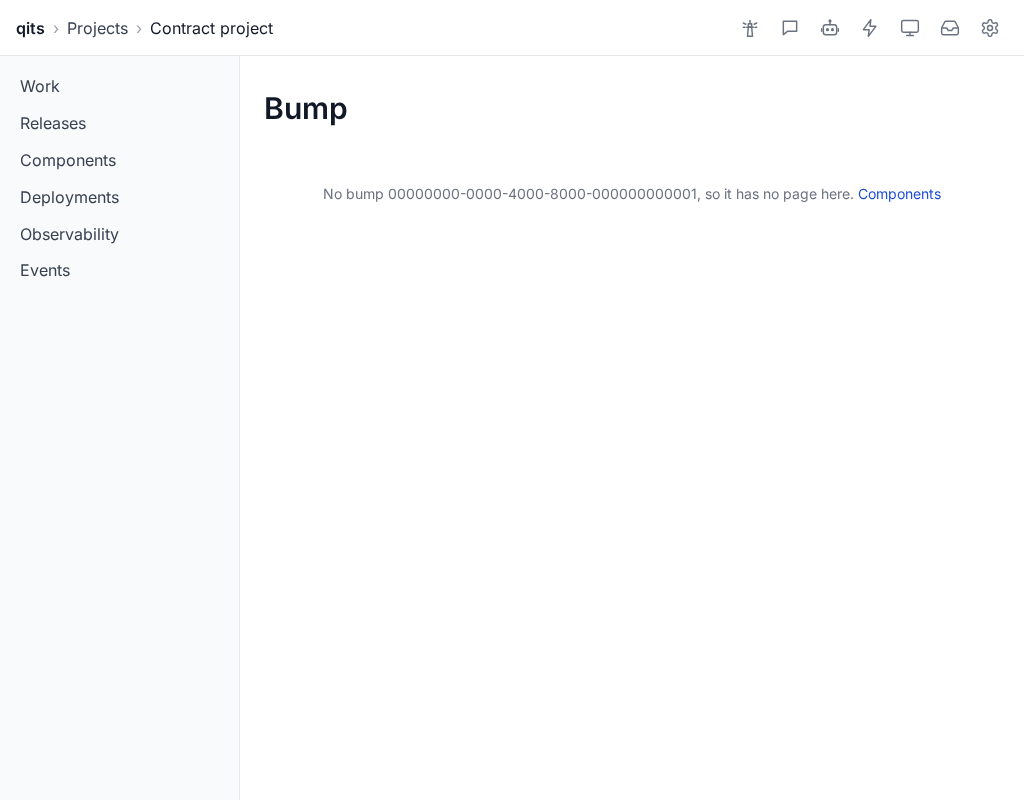 qits › Projects › Contract project
Work
Releases
Components
Deployments
Observability
Events
Bump
No bump 00000000-0000-4000-8000-000000000001, so it has no page here. Components